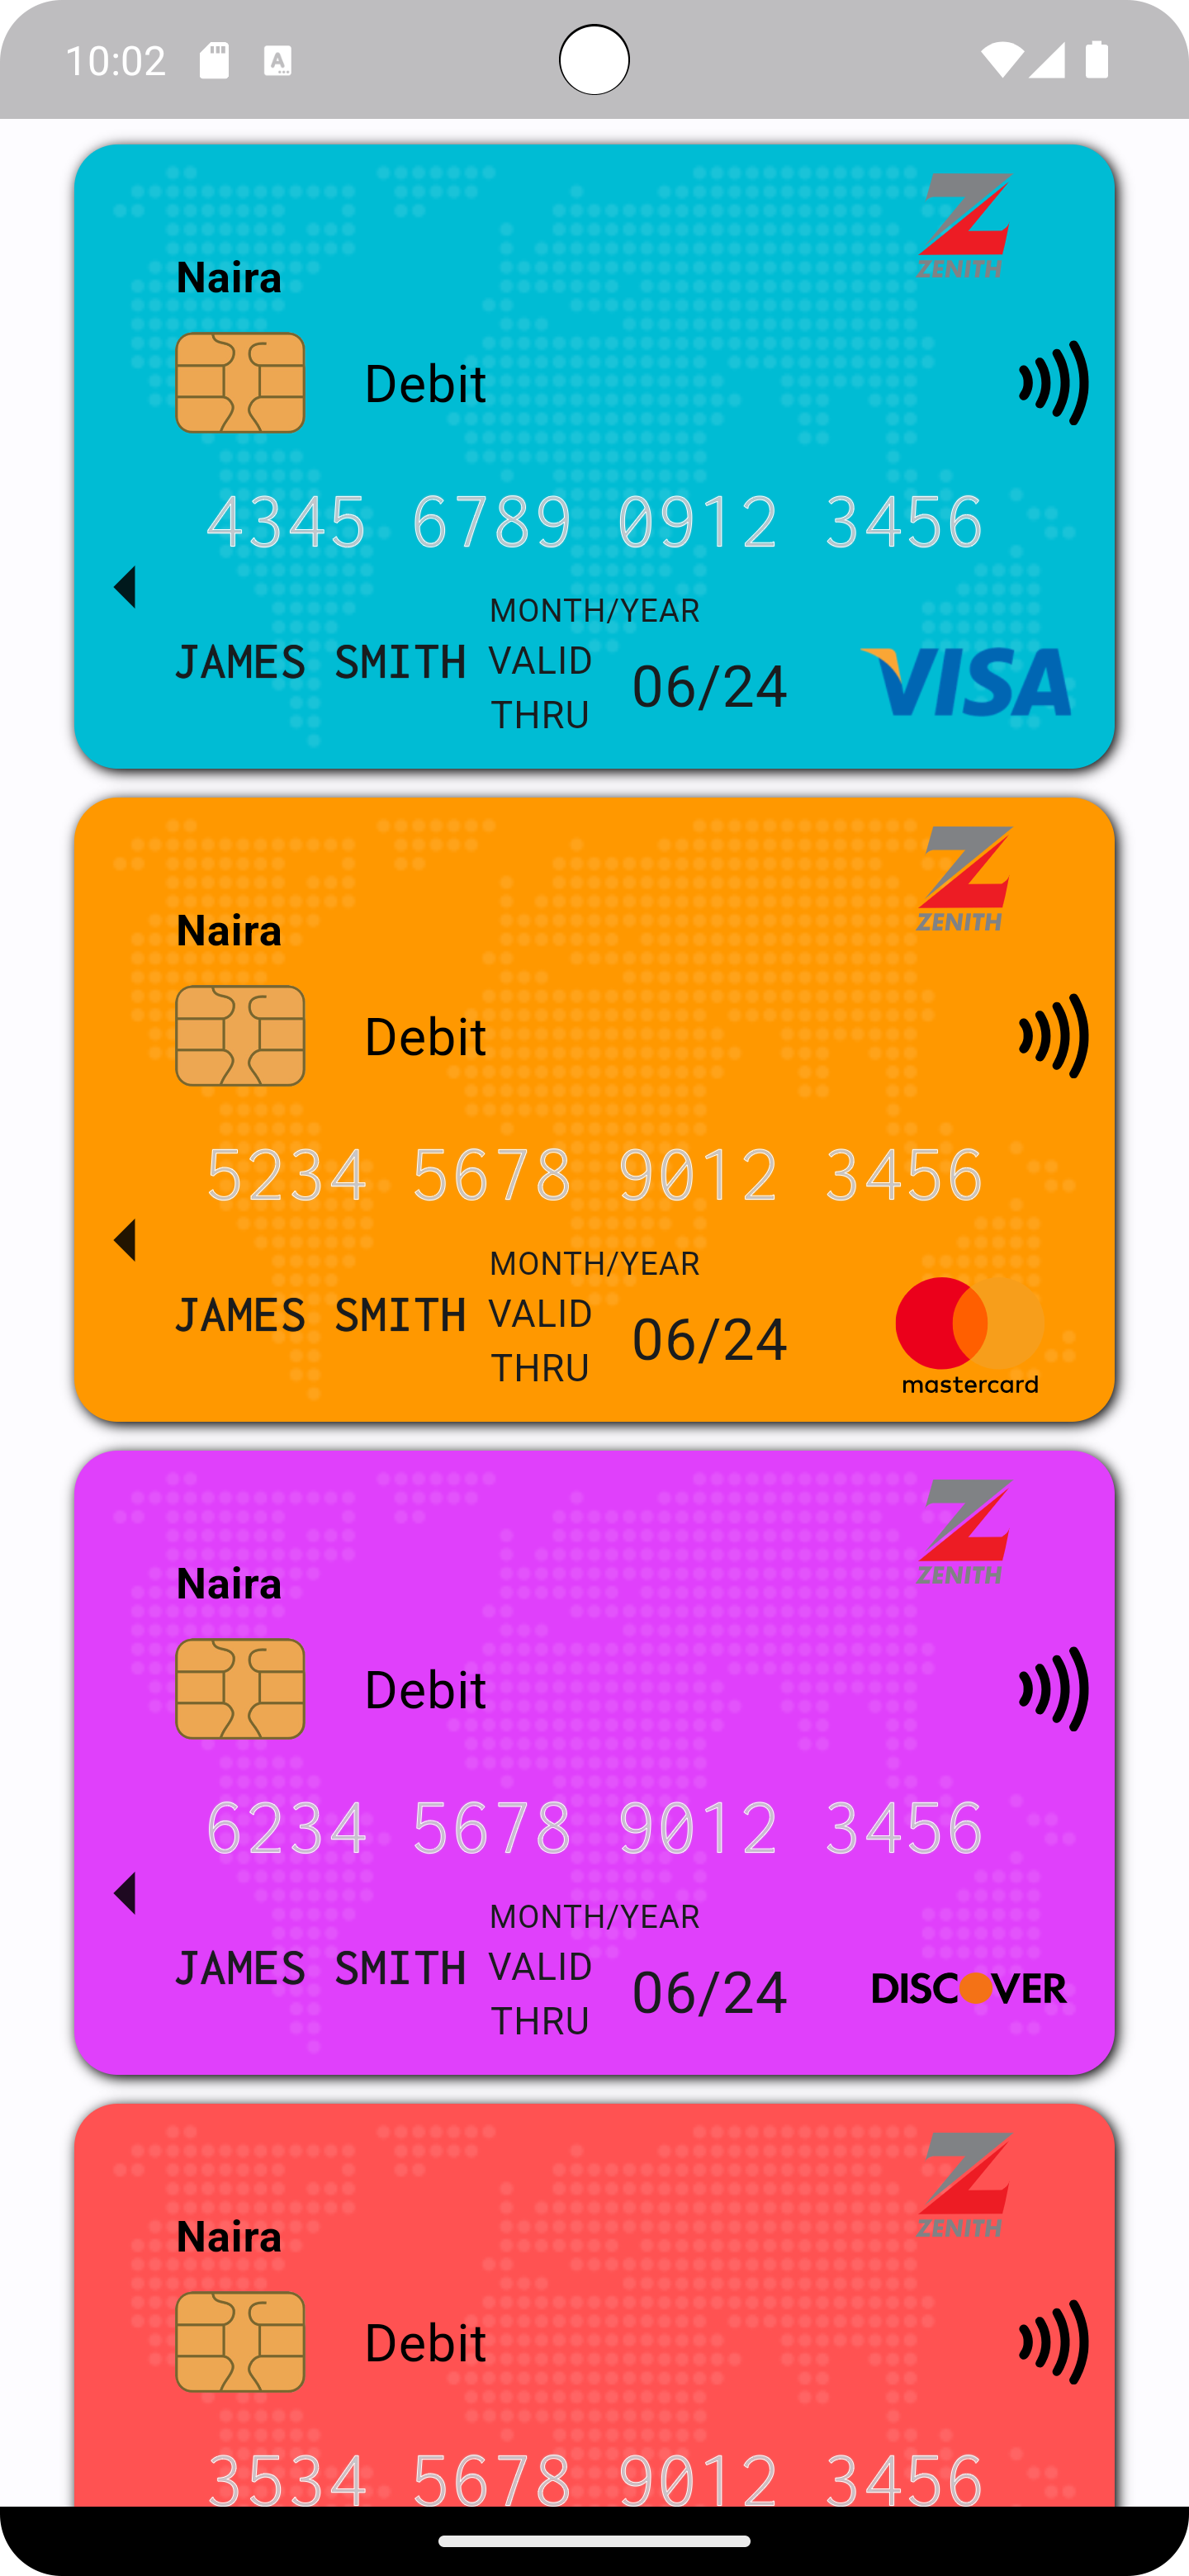 10:02
ZENITH
Naira
Debit
4345 6789 0912 3456
MONTH/YEAR
JAMES SMITH VALID THRU 06/24
VISA
ZENITH
Naira
Debit
5234 5678 9012 3456
MONTH/YEAR
JAMES SMITH VALID THRU 06/24
mastercard
ZENITH
Naira
Debit
6234 5678 9012 3456
MONTH/YEAR
JAMES SMITH VALID THRU 06/24
DISCOVER
ZENITH
Naira
Debit
3534 5678 9012 3456